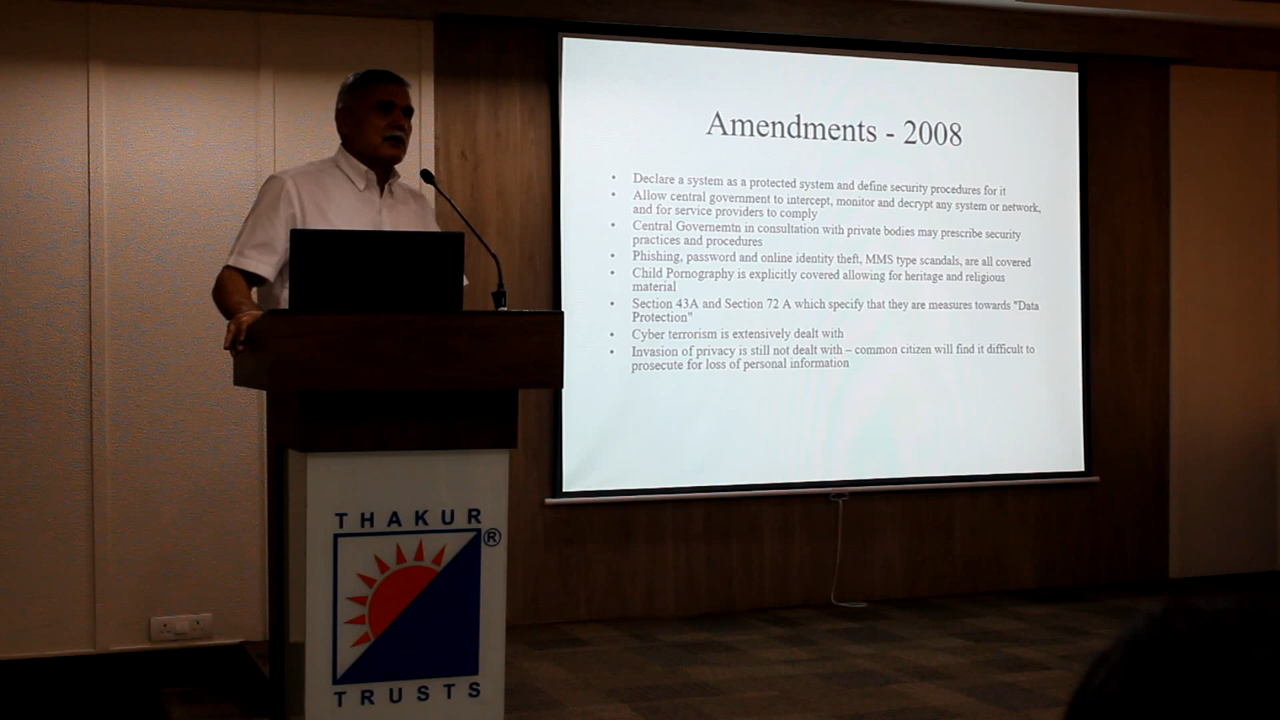 Amendments - 2008
• Declare a system as a protected system and define security procedures for it
• Allow central government to intercept, monitor and decrypt any system or network,
and for service providers to comply
• Central Governemtn in consultation with private bodies may prescribe security
practices and procedures
• Phishing, password and online identity theft, MMS type scandals, are all covered
• Child Pornography is explicitly covered allowing for heritage and religious
material
• Section 43A and Section 72 A which specify that they are measures towards "Data
Protection"
• Cyber terrorism is extensively dealt with
• Invasion of privacy is still not dealt with – common citizen will find it difficult to
prosecute for loss of personal information
THAKUR
®
TRUSTS